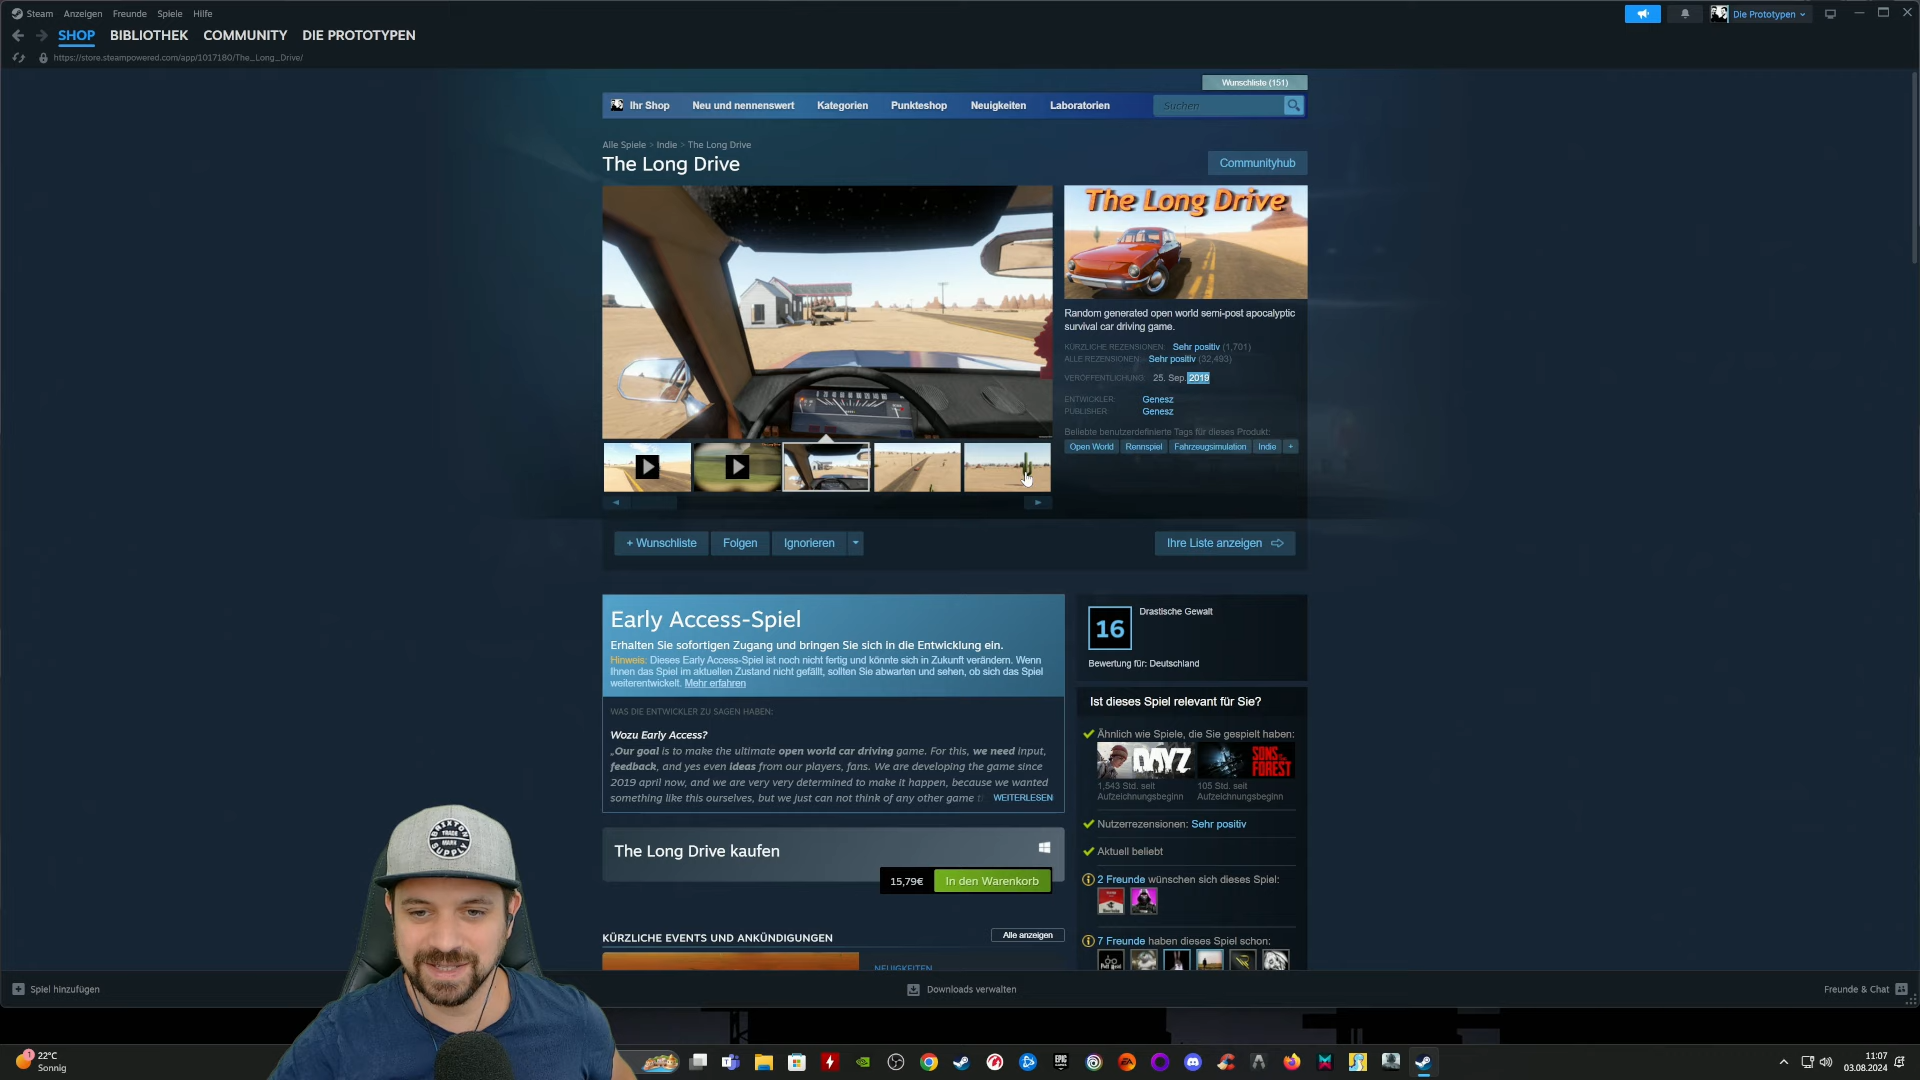 Steam Anzeigen Freunde Spiele Hilfe
Die Prototypen
SHOP BIBLIOTHEK COMMUNITY DIE PROTOTYPEN
https://store.steampowered.com/app/1017180/The_Long_Drive/
Wunschliste (151)
Ihr Shop Neu und nennenswert Kategorien Punkteshop Neuigkeiten Laboratorien Suchen
Alle Spiele > Indie > The Long Drive
The Long Drive
Communityhub
The Long Drive
Random generated open world semi-post apocalyptic
survival car driving game.
KÜRZLICHE REZENSIONEN: Sehr positiv (1,701)
ALLE REZENSIONEN: Sehr positiv (32,493)
VERÖFFENTLICHUNG: 25. Sep. 2019
ENTWICKLER: Genesz
PUBLISHER: Genesz
Beliebte benutzerdefinierte Tags für dieses Produkt:
Open World Rennspiel Fahrzeugsimulation Indie +
+ Wunschliste Folgen Ignorieren
Ihre Liste anzeigen
Early Access-Spiel
Erhalten Sie sofortigen Zugang und bringen Sie sich in die Entwicklung ein.
Hinweis: Dieses Early Access-Spiel ist noch nicht fertig und könnte sich in Zukunft verändern. Wenn
Ihnen das Spiel im aktuellen Zustand nicht gefällt, sollten Sie abwarten und sehen, ob sich das Spiel
weiterentwickelt. Mehr erfahren
WAS DIE ENTWICKLER ZU SAGEN HABEN:
Wozu Early Access?
„Our goal is to make the ultimate open world car driving game. For this, we need input,
feedback, and yes even ideas from our players, fans. We are developing the game since
2019 april now, and we are very very determined to make it happen, because we wanted
something like this ourselves, but we just can not think of any other game t WEITERLESEN
The Long Drive kaufen
15,79€ In den Warenkorb
KÜRZLICHE EVENTS UND ANKÜNDIGUNGEN
Alle anzeigen
NEUIGKEITEN
16
Drastische Gewalt
Bewertung für: Deutschland
Ist dieses Spiel relevant für Sie?
Ähnlich wie Spiele, die Sie gespielt haben:
DAYZ
SONS OF THE FOREST
1,543 Std. seit
Aufzeichnungsbeginn
105 Std. seit
Aufzeichnungsbeginn
Nutzerrezensionen: Sehr positiv
Aktuell beliebt
2 Freunde wünschen sich dieses Spiel:
7 Freunde haben dieses Spiel schon:
BRIXTON
TRADE MARK
SUPPLY
Spiel hinzufügen
Downloads verwalten
Freunde & Chat
1
22°C
Sonnig
11:07
03.08.2024